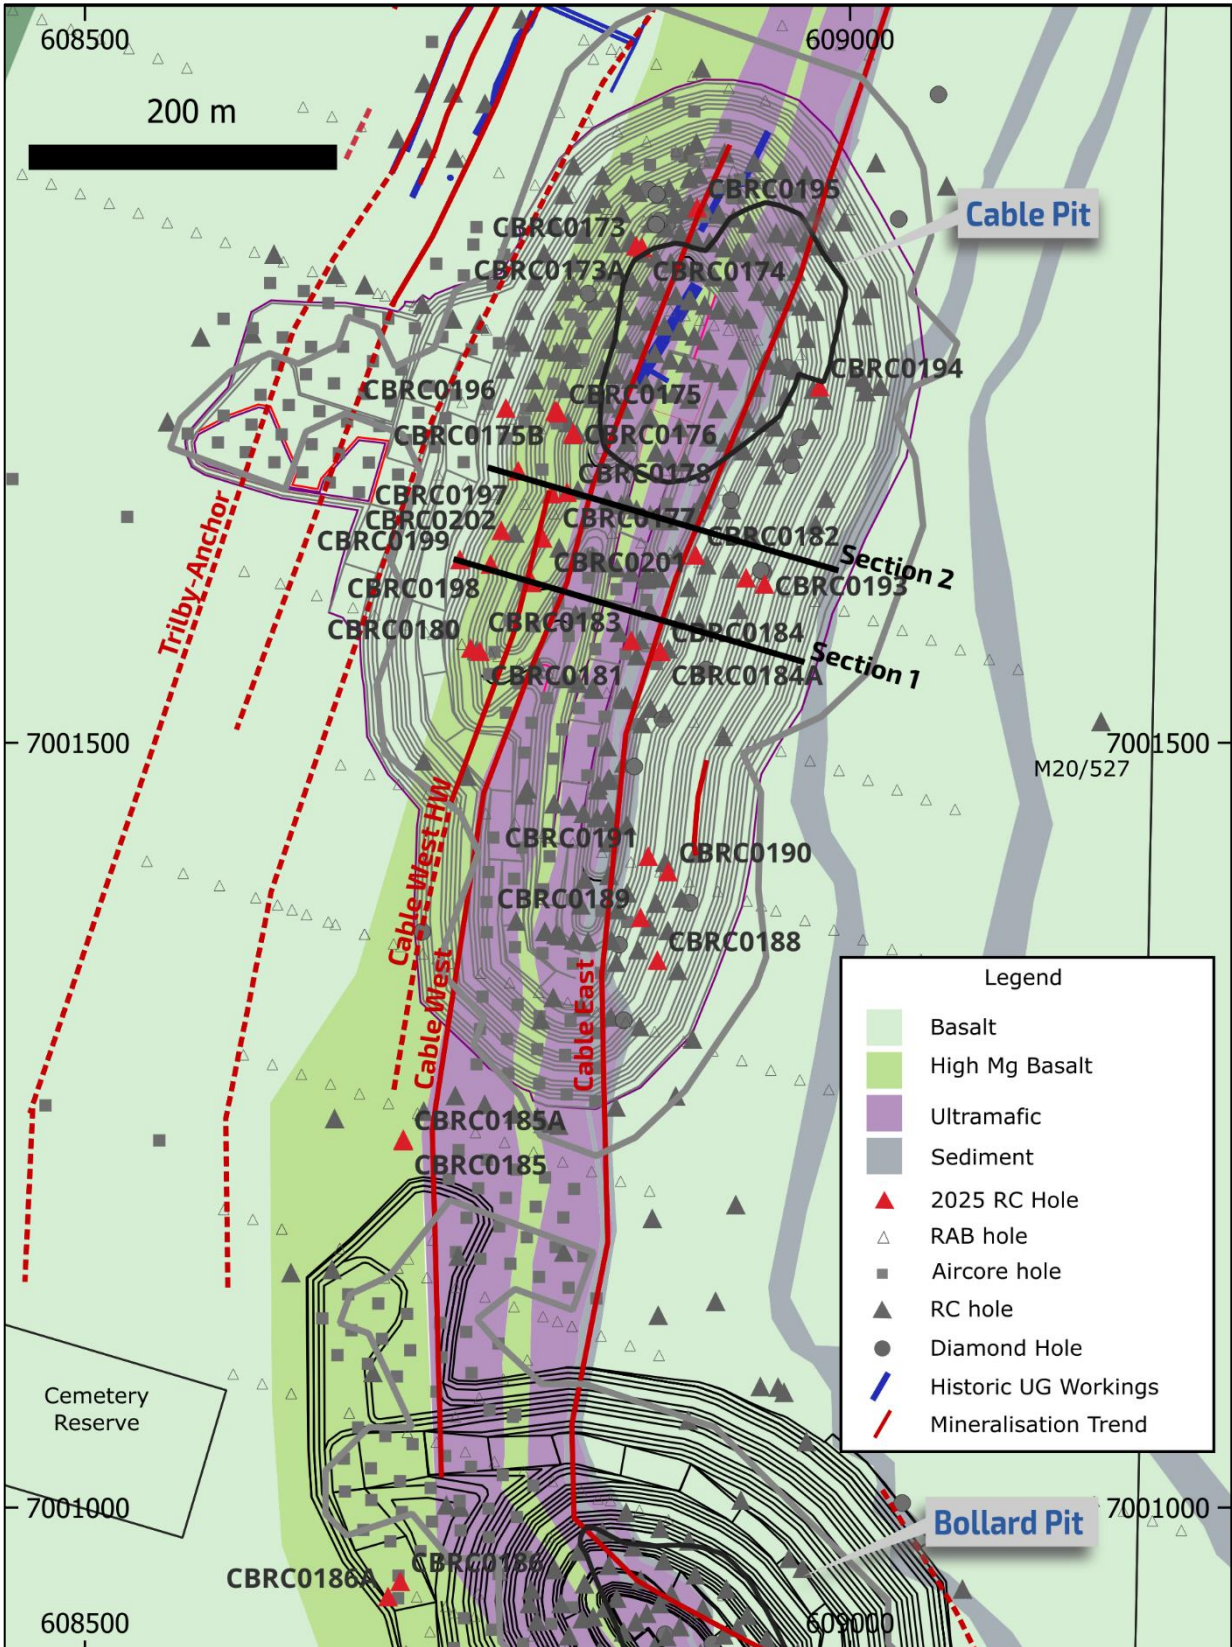 608500
609000
200 m
CBRC0195
Cable Pit
CBRC0173
CBRC0173A
CBRC0174
CBRC0194
CBRC0196
CBRC0175
CBRC0175B
CBRC0176
CBRC0178
CBRC0197
CBRC0202
CBRC0177
CBRC0199
CBRC0182
CBRC0201
Section 2
CBRC0198
CBRC0193
Trilby-Anchor
CBRC0180
CBRC0183
CBRC0184
Section 1
CBRC0181
CBRC0184A
7001500
7001500
M20/527
CBRC0191
CBRC0190
Cable West HW
CBRC0189
CBRC0188
Cable West
Cable East
Legend
Basalt
High Mg Basalt
Ultramafic
Sediment
2025 RC Hole
RAB hole
Aircore hole
RC hole
Diamond Hole
Historic UG Workings
Mineralisation Trend
CBRC0185A
CBRC0185
Cemetery
Reserve
7001000
7001000
Bollard Pit
CBRC0186
CBRC0186A
608500
609000